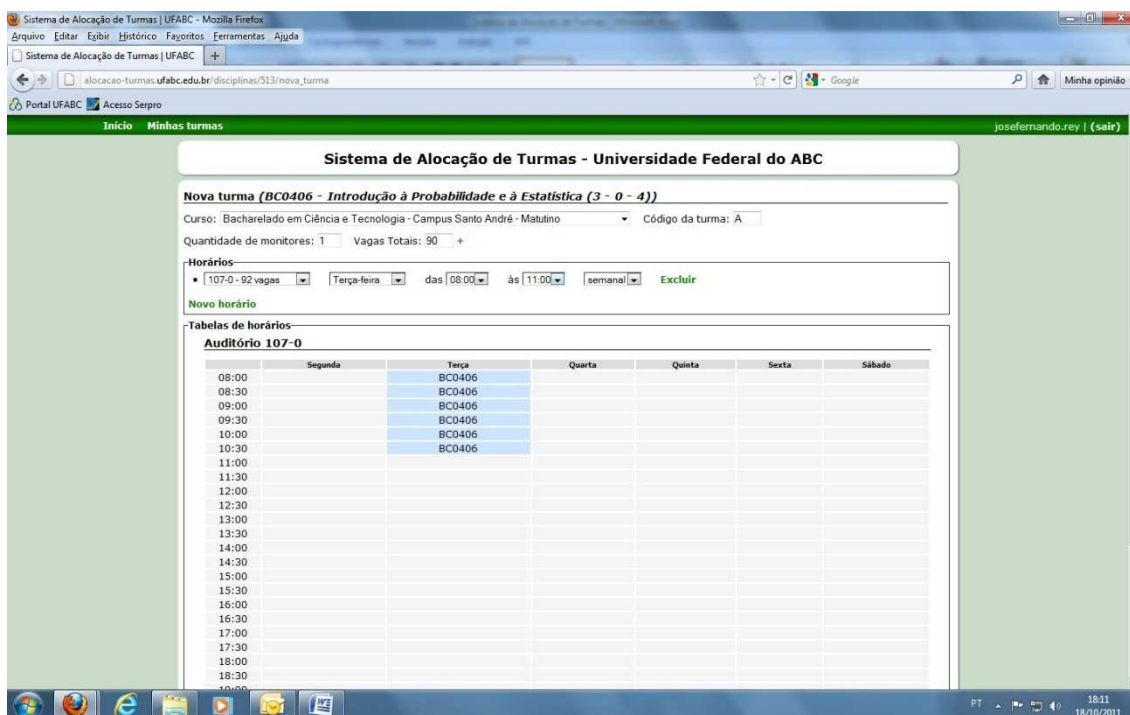 Sistema de Alocação de Turmas | UFABC - Mozilla Firefox
Arquivo Editar Exibir Histórico Favoritos Ferramentas Ajuda
Sistema de Alocação de Turmas | UFABC +
alocacao-turmas.ufabc.edu.br/disciplinas/513/nova_turma Google Minha opinião
Portal UFABC Acesso Serpro
Início Minhas turmas josefernando.rey | (sair)
Sistema de Alocação de Turmas - Universidade Federal do ABC
Nova turma (BC0406 - Introdução à Probabilidade e à Estatística (3 - 0 - 4))
Curso: Bacharelado em Ciência e Tecnologia - Campus Santo André - Matutino Código da turma: A
Quantidade de monitores: 1 Vagas Totais: 90 +
Horários
• 107-0 - 92 vagas Terça-feira das 08:00 às 11:00 semanal Excluir
Novo horário
Tabelas de horários
Auditório 107-0
Segunda Terça Quarta Quinta Sexta Sábado
08:00 BC0406
08:30 BC0406
09:00 BC0406
09:30 BC0406
10:00 BC0406
10:30 BC0406
11:00
11:30
12:00
12:30
13:00
13:30
14:00
14:30
15:00
15:30
16:00
16:30
17:00
17:30
18:00
18:30
19:00
PT 18:11
18/10/2011